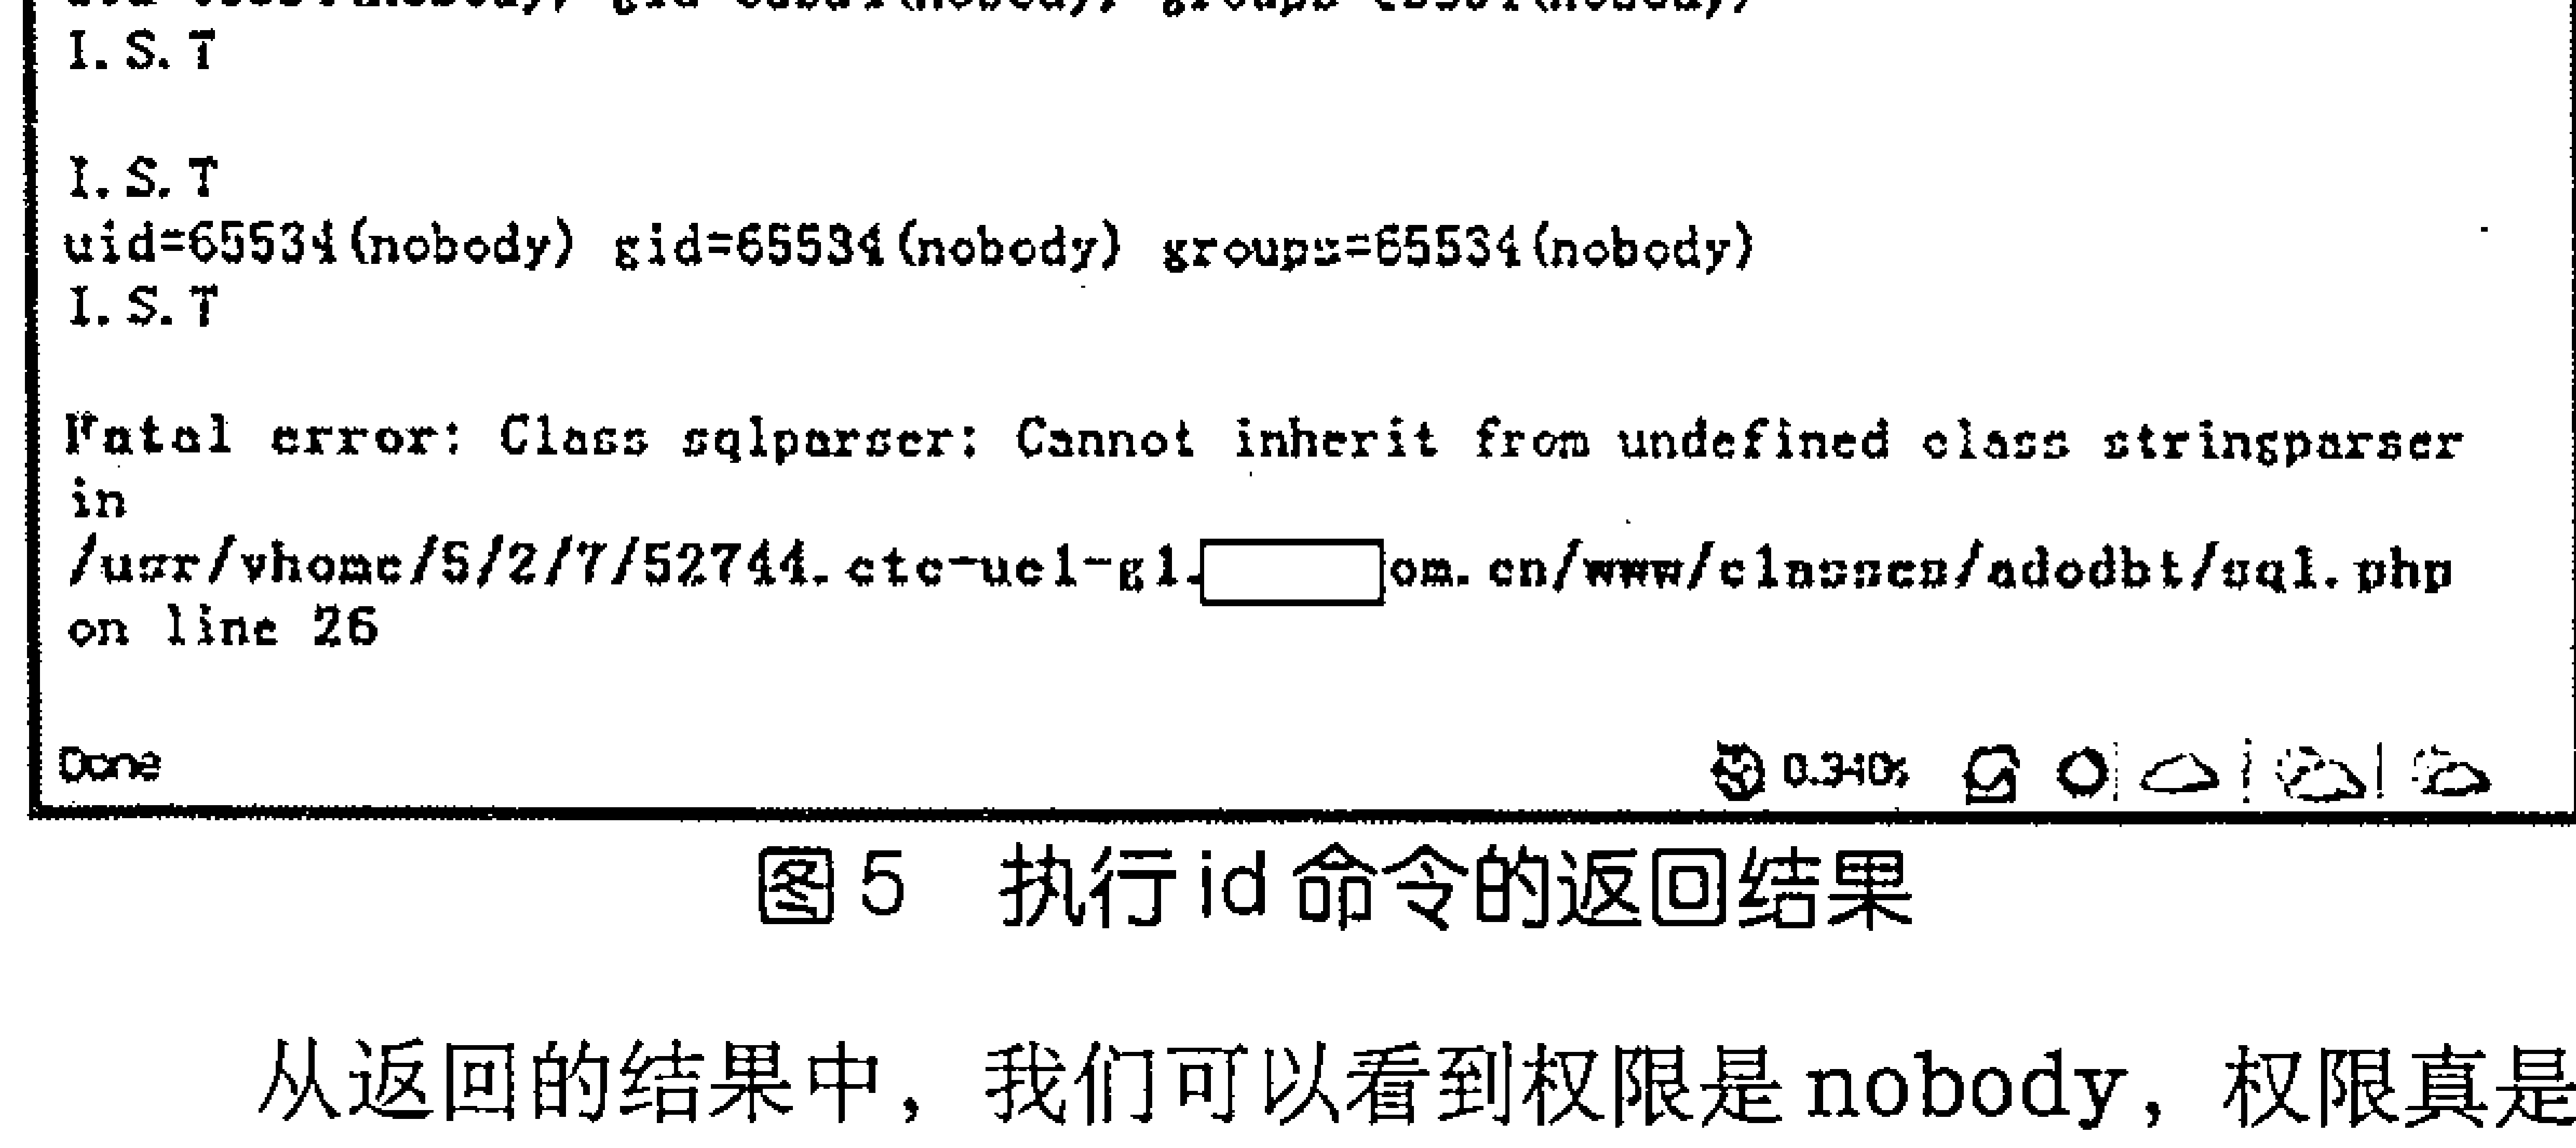 I.S.T
I.S.T
uid=65534(nobody) gid=65534(nobody) groups=65534(nobody)
I.S.T
Fatal error: Class sqlparser: Cannot inherit from undefined class stringparser
in
/usr/vhome/5/2/7/52744.ctc-ue1-g1. om.cn/www/classes/adodbt/sql.php
on line 26
Done 0.340s
图5 执行id命令的返回结果
从返回的结果中，我们可以看到权限是nobody，权限真是